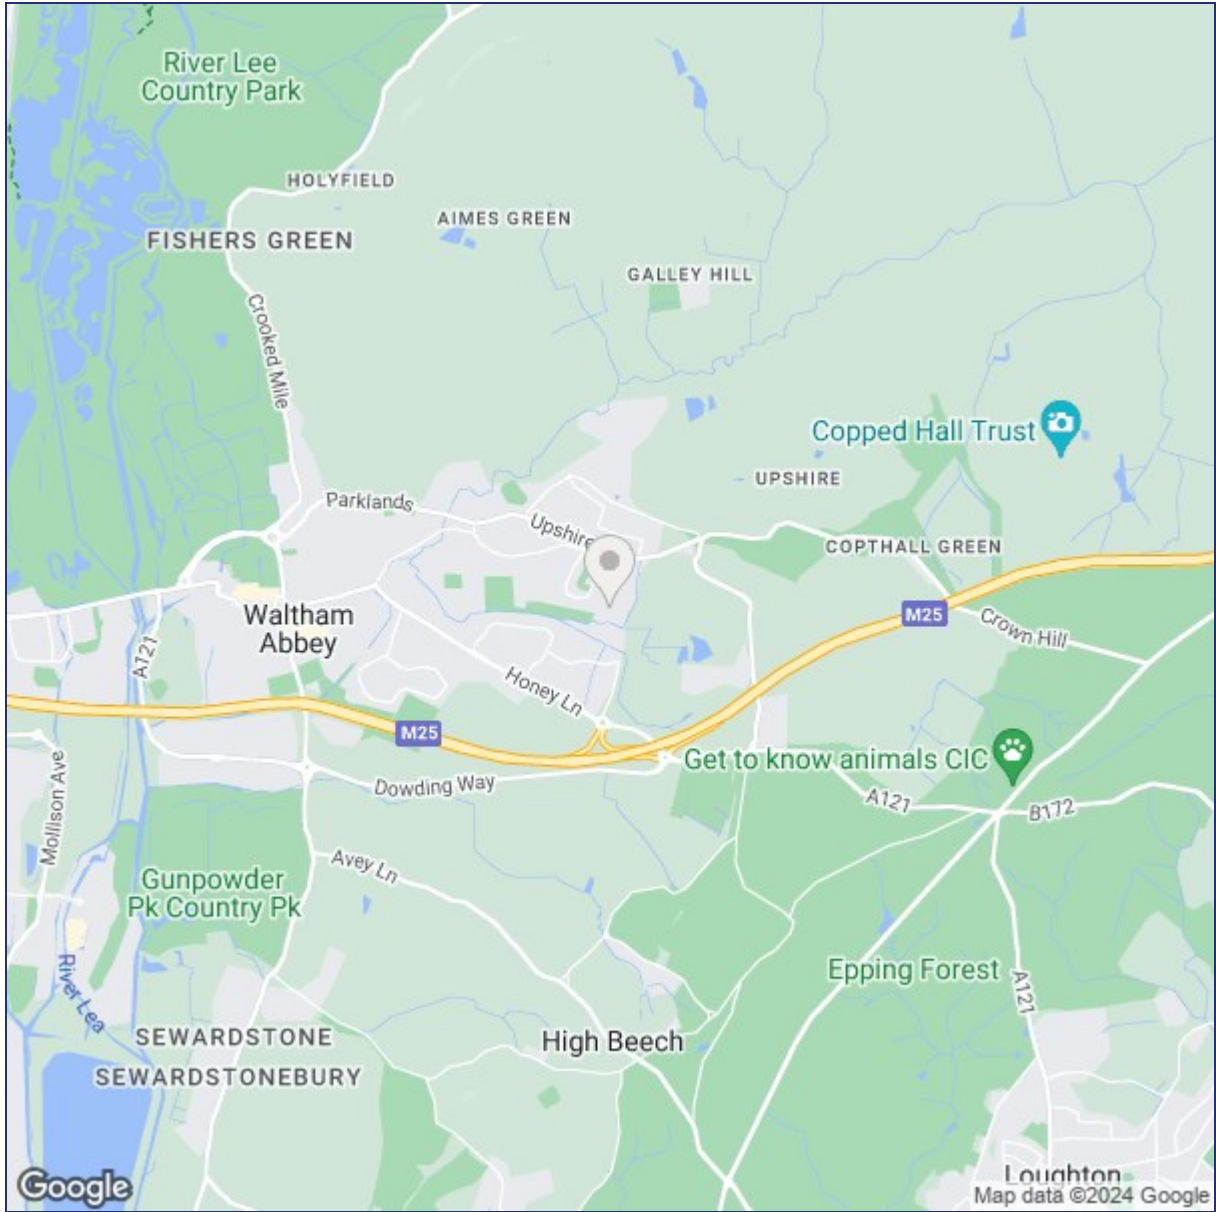 River Lee
Country Park
HOLYFIELD
AIMES GREEN
FISHERS GREEN
GALLEY HILL
Crooked Mile
Copped Hall Trust
UPSHIRE
Parklands
Upshire
COPTHALL GREEN
M25
Crown Hill
Waltham
Abbey
A121
Honey Ln
M25
Get to know animals CIC
Mollison Ave
Dowding Way
A121
B172
Avey Ln
Gunpowder
Pk Country Pk
Epping Forest
A121
River Lea
SEWARDSTONE
High Beech
SEWARDSTONEBURY
Loughton
Google
Map data ©2024 Google